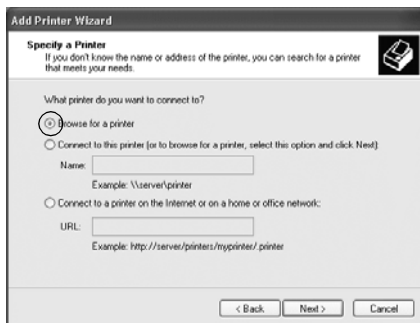 Add Printer Wizard
Specify a Printer
If you don't know the name or address of the printer, you can search for a printer
that meets your needs.
What printer do you want to connect to?
Browse for a printer
Connect to this printer (or to browse for a printer, select this option and click Next):
Name:
Example: \\server\printer
Connect to a printer on the Internet or on a home or office network:
URL:
Example: http://server/printers/myprinter/.printer
< Back Next > Cancel